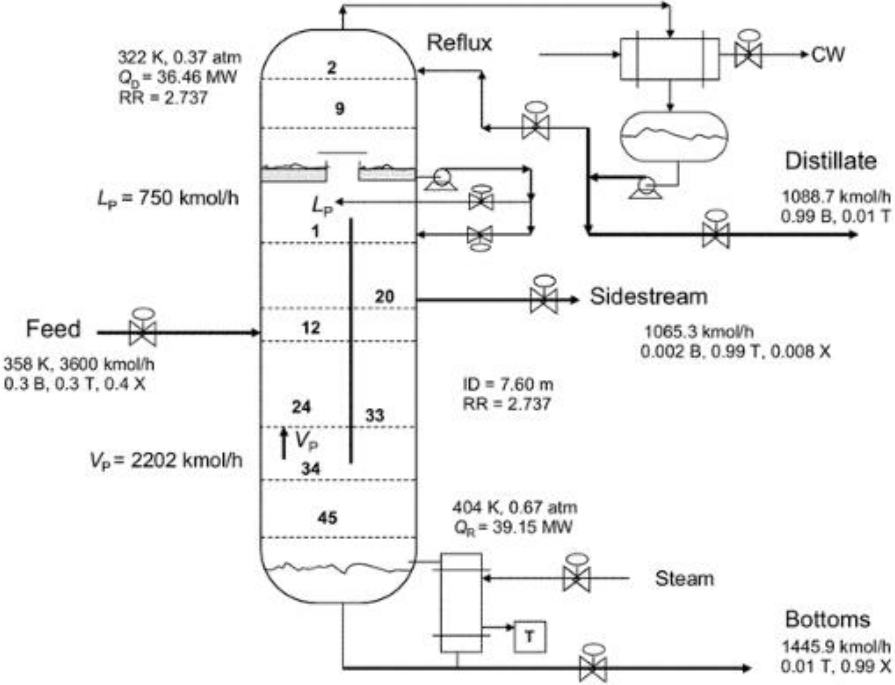 322 K, 0.37 atm
Q_D = 36.46 MW
RR = 2.737
2
Reflux
CW
9
Distillate
1088.7 kmol/h
0.99 B, 0.01 T
L_P = 750 kmol/h
L_P
1
20
Sidestream
1065.3 kmol/h
0.002 B, 0.99 T, 0.008 X
Feed
358 K, 3600 kmol/h
0.3 B, 0.3 T, 0.4 X
12
ID = 7.60 m
RR = 2.737
24
33
V_P
V_P = 2202 kmol/h
34
45
404 K, 0.67 atm
Q_R = 39.15 MW
Steam
T
Bottoms
1445.9 kmol/h
0.01 T, 0.99 X